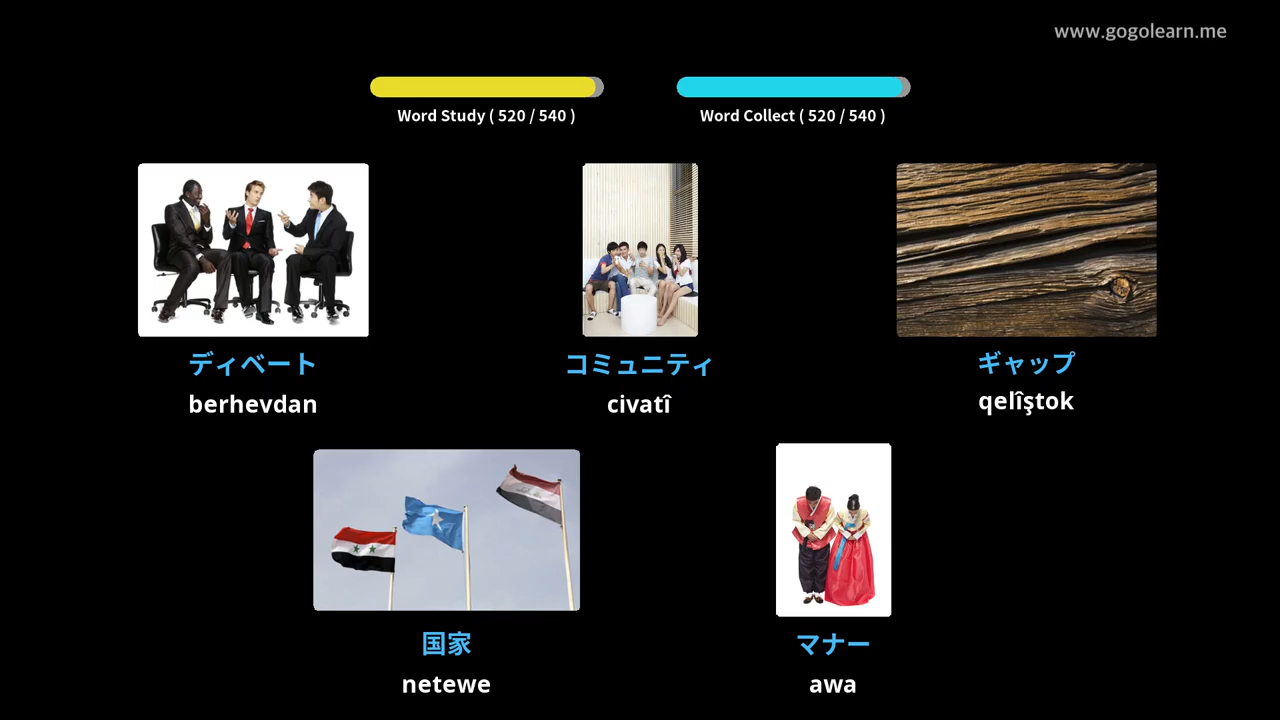 www.gogolearn.me
Word Study ( 520 / 540 )
Word Collect ( 520 / 540 )
ディベート
berhevdan
コミュニティ
civatî
ギャップ
qelîştok
国家
netewe
マナー
awa